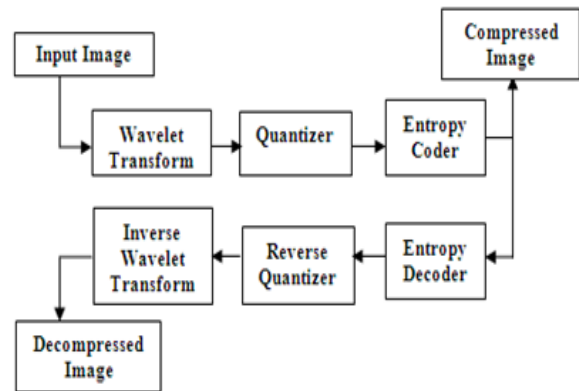 Input Image
Compressed
Image
Wavelet
Transform
Quantizer
Entropy
Coder
Inverse
Wavelet
Transform
Reverse
Quantizer
Entropy
Decoder
Decompressed
Image